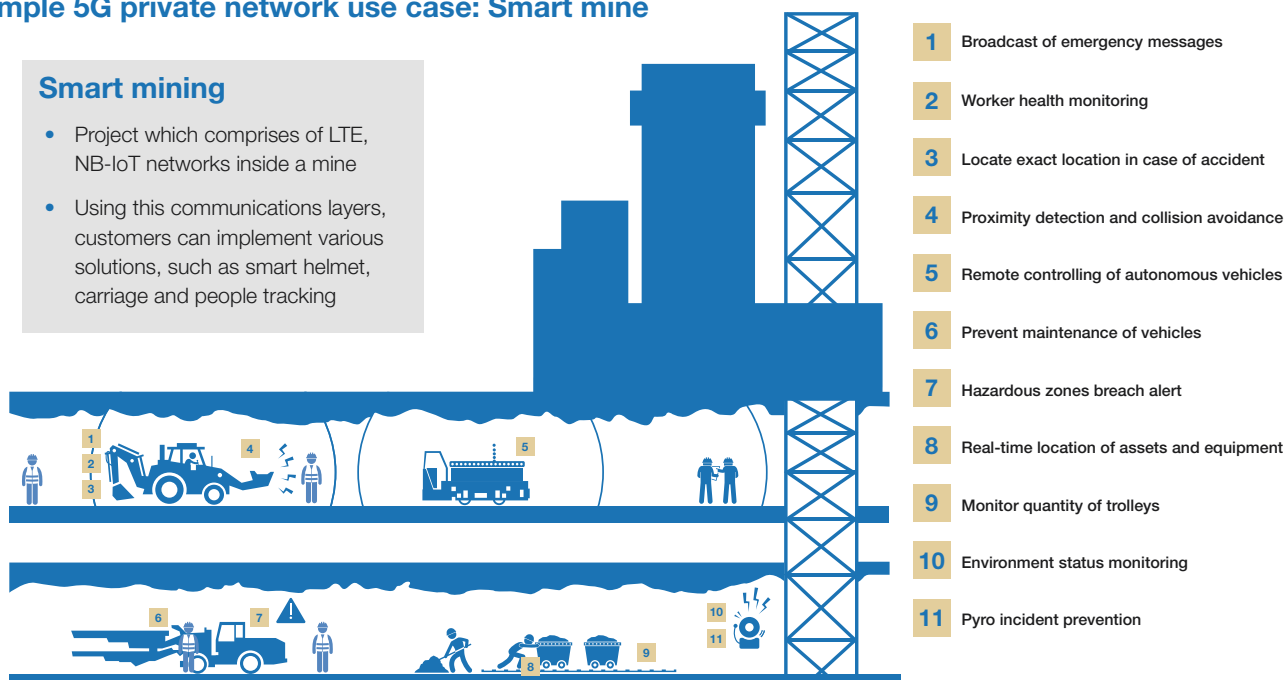 mple 5G private network use case: Smart mine
Smart mining
• Project which comprises of LTE,
NB-IoT networks inside a mine
• Using this communications layers,
customers can implement various
solutions, such as smart helmet,
carriage and people tracking
1 Broadcast of emergency messages
2 Worker health monitoring
3 Locate exact location in case of accident
4 Proximity detection and collision avoidance
5 Remote controlling of autonomous vehicles
6 Prevent maintenance of vehicles
7 Hazardous zones breach alert
8 Real-time location of assets and equipment
9 Monitor quantity of trolleys
10 Environment status monitoring
11 Pyro incident prevention
1
2
3
4
5
6
7
8
9
10
11